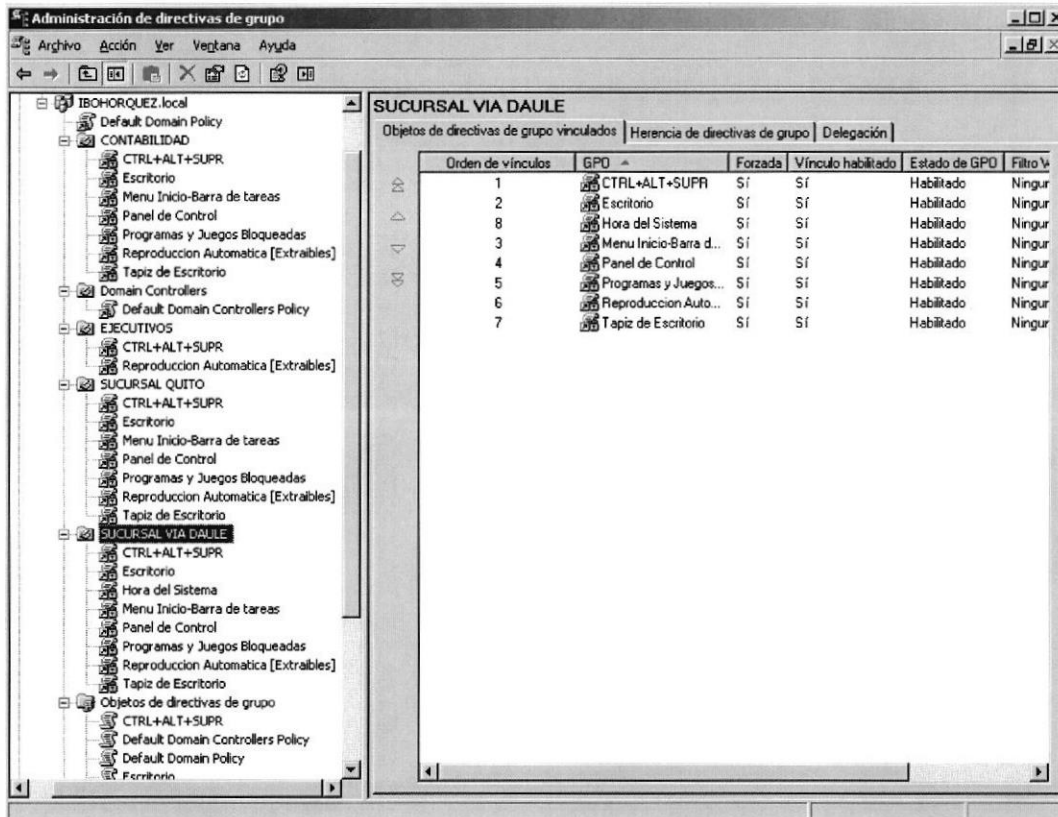 Administración de directivas de grupo
Archivo Acción Ver Ventana Ayuda
IBOHORQUEZ.local
Default Domain Policy
CONTABILIDAD
CTRL+ALT+SUPR
Escritorio
Menu Inicio-Barra de tareas
Panel de Control
Programas y Juegos Bloqueadas
Reproduccion Automatica [Extraibles]
Tapiz de Escritorio
Domain Controllers
Default Domain Controllers Policy
EJECUTIVOS
CTRL+ALT+SUPR
Reproduccion Automatica [Extraibles]
SUCURSAL QUITO
CTRL+ALT+SUPR
Escritorio
Menu Inicio-Barra de tareas
Panel de Control
Programas y Juegos Bloqueadas
Reproduccion Automatica [Extraibles]
Tapiz de Escritorio
SUCURSAL VIA DAULE
CTRL+ALT+SUPR
Escritorio
Hora del Sistema
Menu Inicio-Barra de tareas
Panel de Control
Programas y Juegos Bloqueadas
Reproduccion Automatica [Extraibles]
Tapiz de Escritorio
Objetos de directivas de grupo
CTRL+ALT+SUPR
Default Domain Controllers Policy
Default Domain Policy
Escritorio
SUCURSAL VIA DAULE
Objetos de directivas de grupo vinculados Herencia de directivas de grupo Delegación
Orden de vínculos GPO Forzada Vínculo habilitado Estado de GPO Filtro
1 CTRL+ALT+SUPR Sí Sí Habilitado Ningur
2 Escritorio Sí Sí Habilitado Ningur
8 Hora del Sistema Sí Sí Habilitado Ningur
3 Menu Inicio-Barra d... Sí Sí Habilitado Ningur
4 Panel de Control Sí Sí Habilitado Ningur
5 Programas y Juegos... Sí Sí Habilitado Ningur
6 Reproduccion Auto... Sí Sí Habilitado Ningur
7 Tapiz de Escritorio Sí Sí Habilitado Ningur